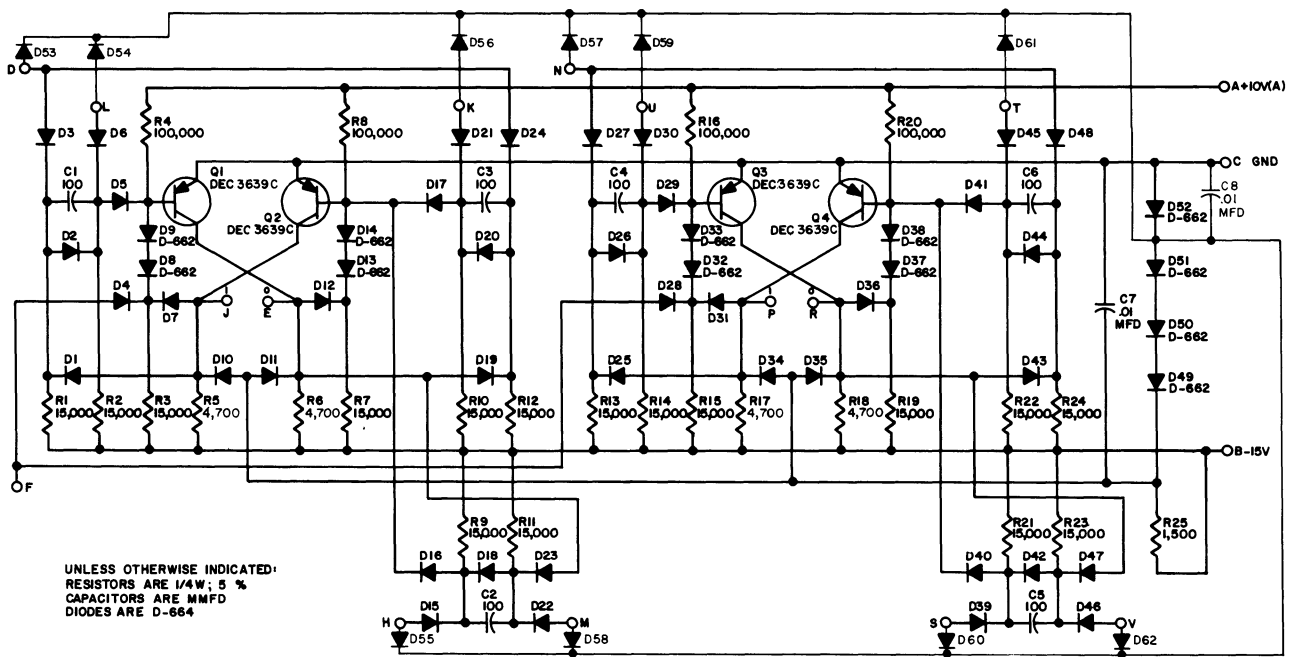 D53 D54 D56 D57 D59 D61
D N
A+10V(A)
L K U T
D3 D6 R4 100,000 R8 100,000 D21 D24 D27 D30 R16 100,000 R20 100,000 D45 D48
C GND
C1 100 D5 Q1 DEC 3639C Q2 DEC 3639C D17 C3 100 C4 100 D29 Q3 DEC 3639C Q4 DEC 3639C D41 C6 100 D52 D-662 C8 .01 MFD
D2 D9 D-662 D14 D-662 D20 D26 D33 D-662 D38 D-662 D44
D8 D-662 D13 D-662 D32 D-662 D37 D-662 D51 D-662
D4 D7 1 J 0 E D12 D28 D31 1 P 0 R D36 C7 .01 MFD D50 D-662
D1 D10 D11 D19 D25 D34 D35 D43 D49 D-662
R1 15,000 R2 15,000 R3 15,000 R5 4,700 R6 4,700 R7 15,000 R10 15,000 R12 15,000 R13 15,000 R14 15,000 R15 15,000 R17 4,700 R18 4,700 R19 15,000 R22 15,000 R24 15,000
B-15V
F
R9 15,000 R11 15,000 R21 15,000 R23 15,000 R25 1,500
D16 D18 D23 D40 D42 D47
UNLESS OTHERWISE INDICATED:
RESISTORS ARE 1/4W; 5 %
CAPACITORS ARE MMFD
DIODES ARE D-664
H D15 C2 100 D22 M S D39 C5 100 D46 V
D55 D58 D60 D62